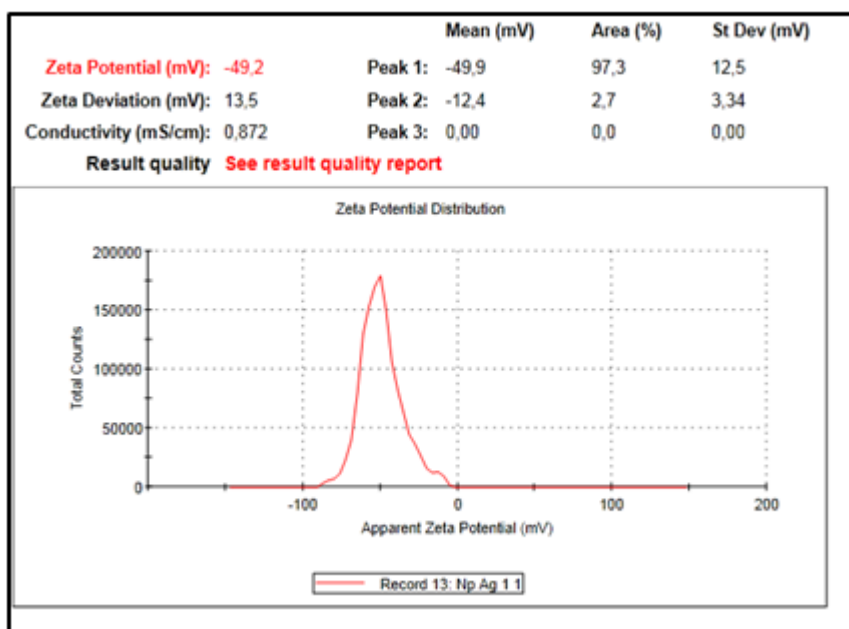 Mean (mV) Area (%) St Dev (mV)
Zeta Potential (mV): -49,2 Peak 1: -49,9 97,3 12,5
Zeta Deviation (mV): 13,5 Peak 2: -12,4 2,7 3,34
Conductivity (mS/cm): 0,872 Peak 3: 0,00 0,0 0,00
Result quality See result quality report
Zeta Potential Distribution
200000
150000
100000
50000
0
Total Counts
-100 0 100 200
Apparent Zeta Potential (mV)
Record 13: Np Ag 1 1